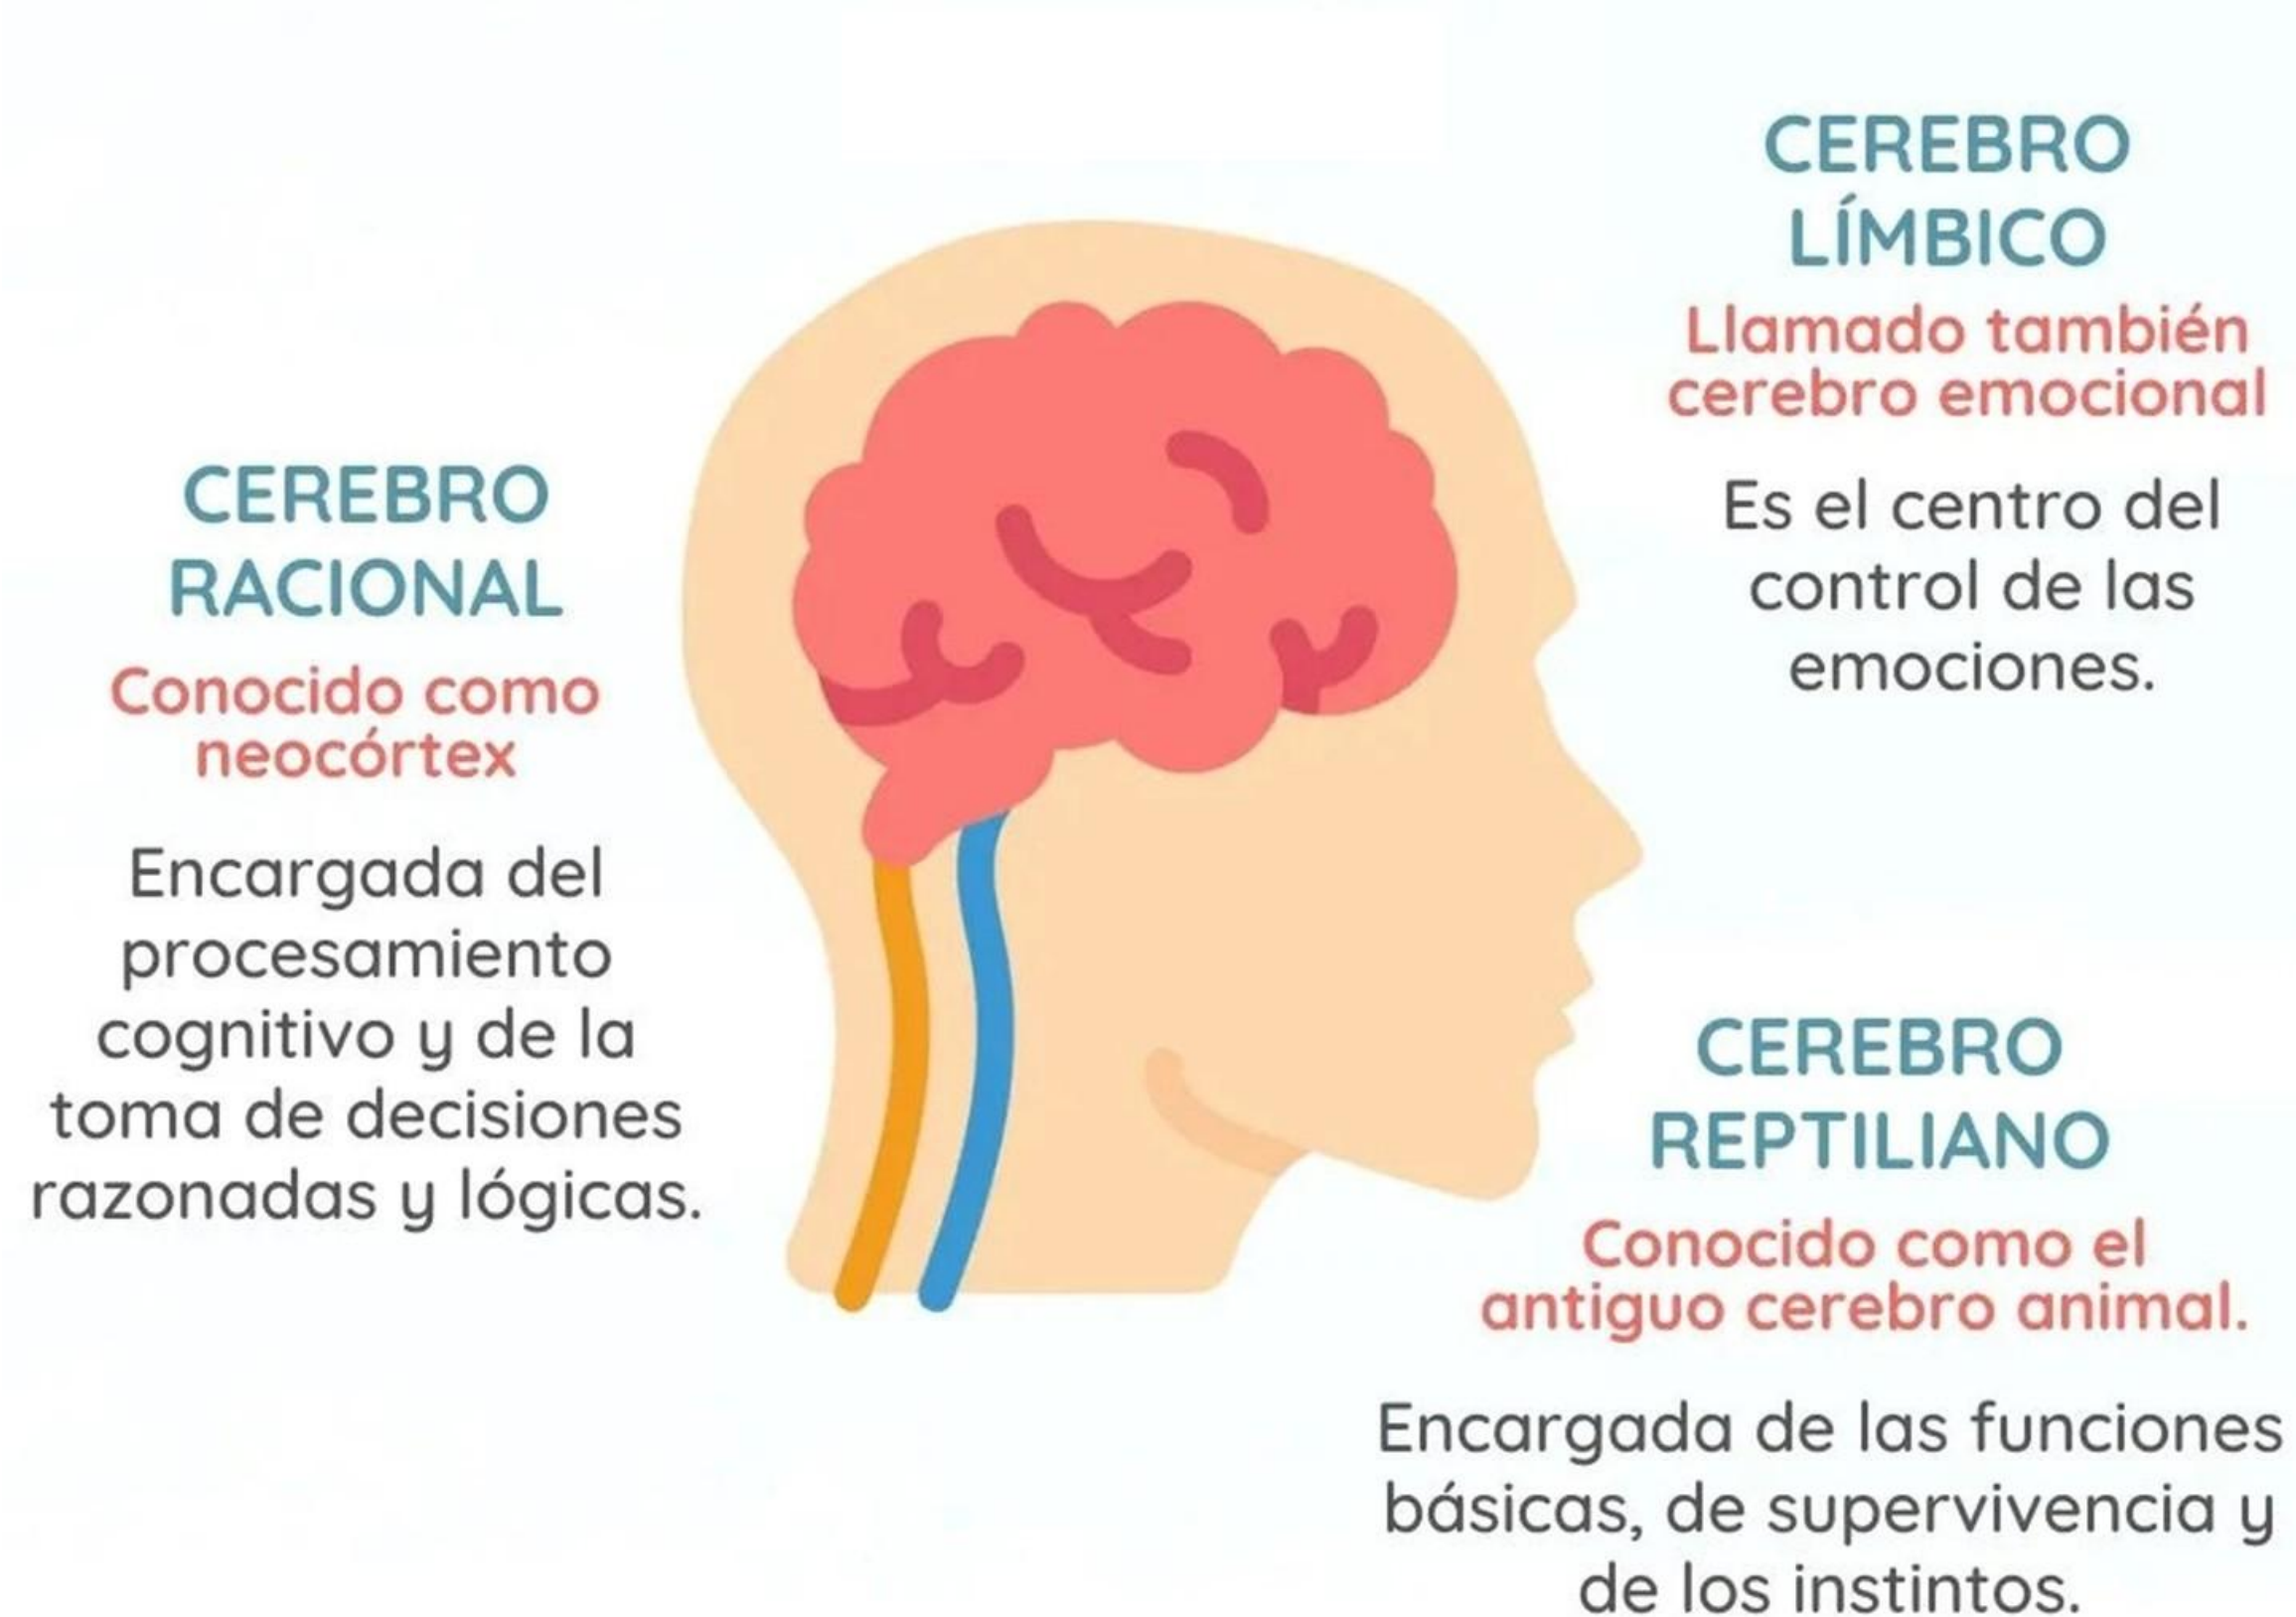 CEREBRO
RACIONAL
Conocido como
neocórtex
Encargada del
procesamiento
cognitivo y de la
toma de decisiones
razonadas y lógicas.
CEREBRO
LÍMBICO
Llamado también
cerebro emocional
Es el centro del
control de las
emociones.
CEREBRO
REPTILIANO
Conocido como el
antiguo cerebro animal.
Encargada de las funciones
básicas, de supervivencia y
de los instintos.